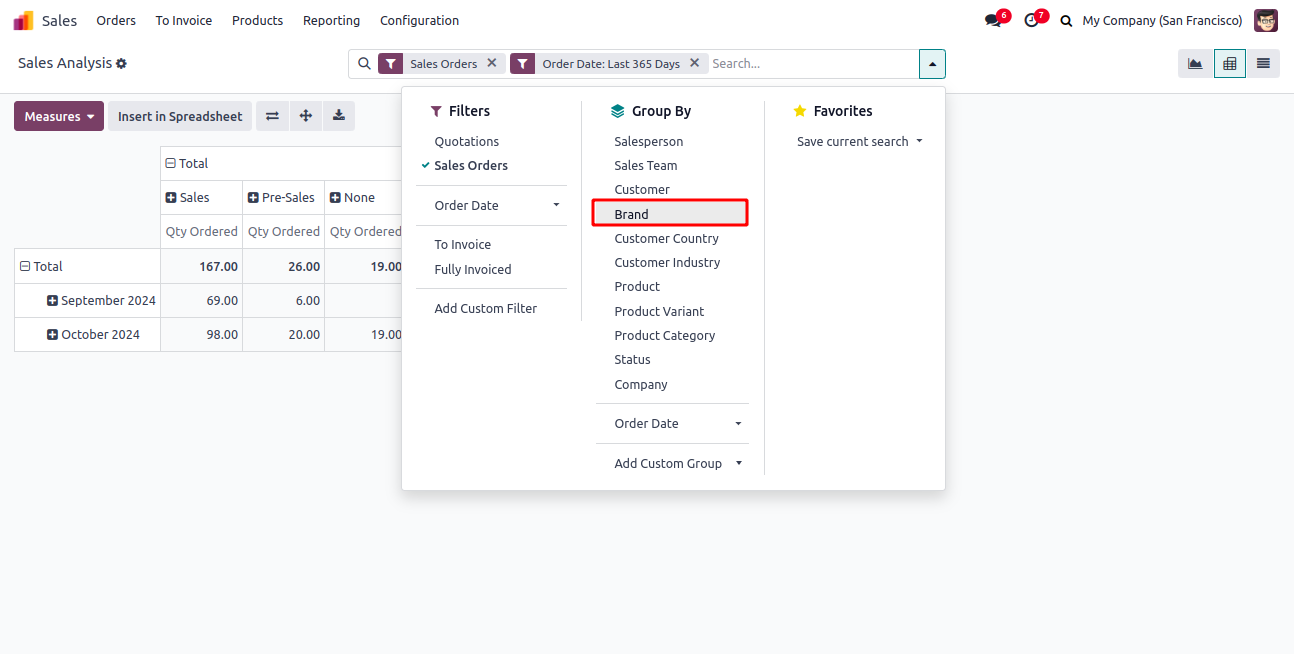 Sales Orders To Invoice Products Reporting Configuration 6 7 My Company (San Francisco)
Sales Analysis Sales Orders Order Date: Last 365 Days Search...
Measures Insert in Spreadsheet
Total
Sales Pre-Sales None
Qty Ordered Qty Ordered Qty Ordered
Total 167.00 26.00 19.00
September 2024 69.00 6.00
October 2024 98.00 20.00 19.00
Filters
Quotations
Sales Orders
Order Date
To Invoice
Fully Invoiced
Add Custom Filter
Group By
Salesperson
Sales Team
Customer
Brand
Customer Country
Customer Industry
Product
Product Variant
Product Category
Status
Company
Order Date
Add Custom Group
Favorites
Save current search